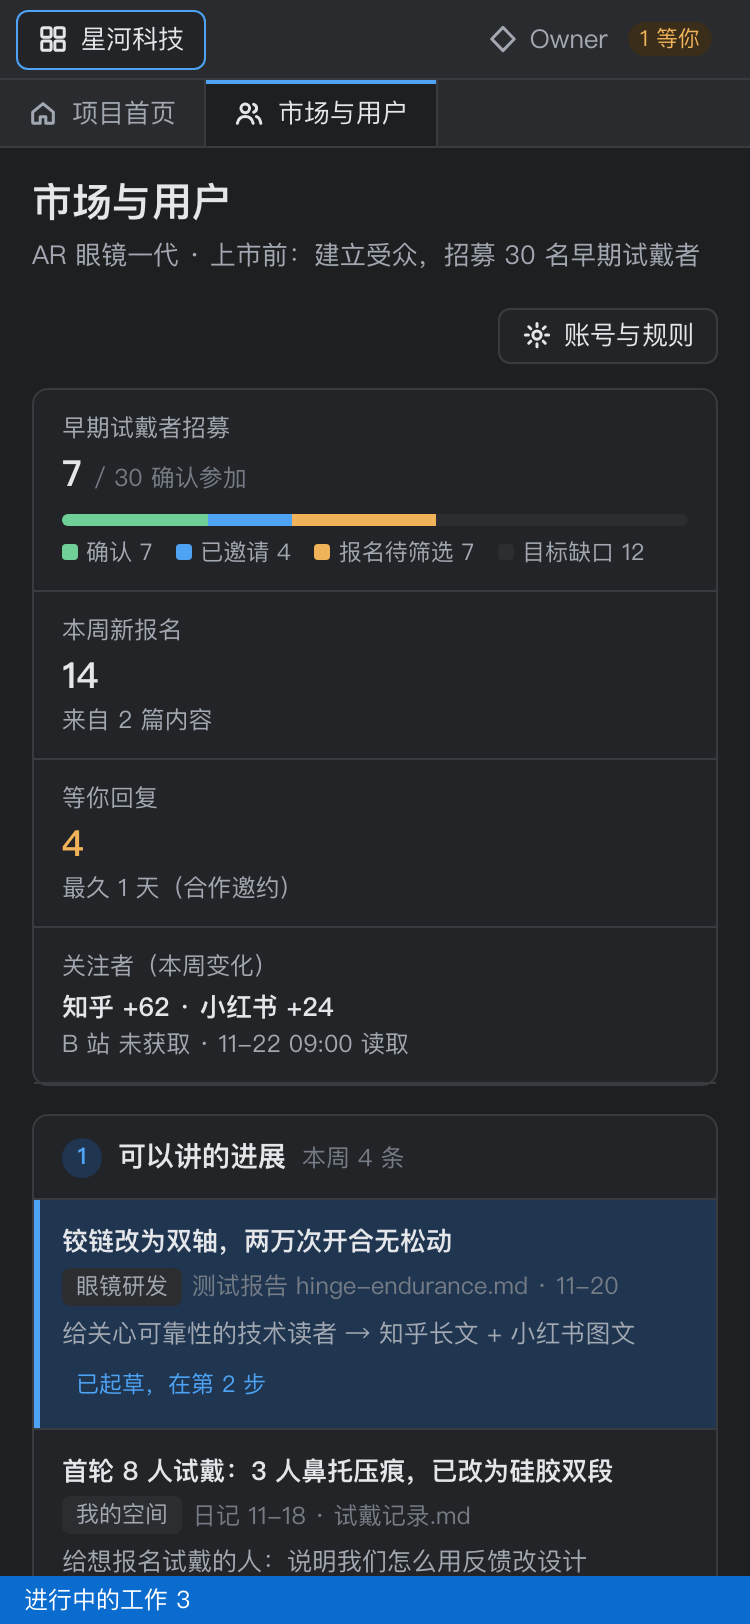 星河科技
Owner
1 等你
项目首页
市场与用户
市场与用户
AR 眼镜一代 · 上市前：建立受众，招募 30 名早期试戴者
账号与规则
早期试戴者招募
7 / 30 确认参加
确认 7 已邀请 4 报名待筛选 7 目标缺口 12
本周新报名
14
来自 2 篇内容
等你回复
4
最久 1 天（合作邀约）
关注者（本周变化）
知乎 +62 · 小红书 +24
B 站 未获取 · 11-22 09:00 读取
1 可以讲的进展 本周 4 条
铰链改为双轴，两万次开合无松动
眼镜研发 测试报告 hinge-endurance.md · 11-20
给关心可靠性的技术读者 → 知乎长文 + 小红书图文
已起草，在第 2 步
首轮 8 人试戴：3 人鼻托压痕，已改为硅胶双段
我的空间 日记 11-18 · 试戴记录.md
给想报名试戴的人：说明我们怎么用反馈改设计
进行中的工作 3